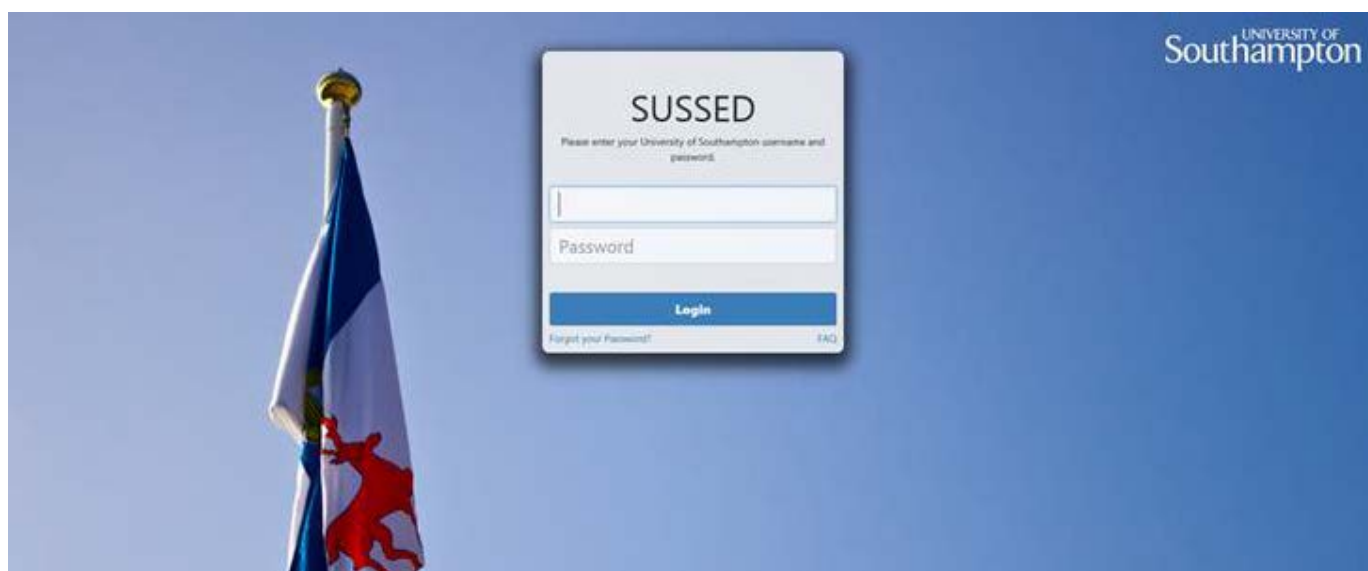 UNIVERSITY OF
Southampton
SUSSED
Please enter your University of Southampton username and
password.
Password
Login
Forgot your Password?
FAQ